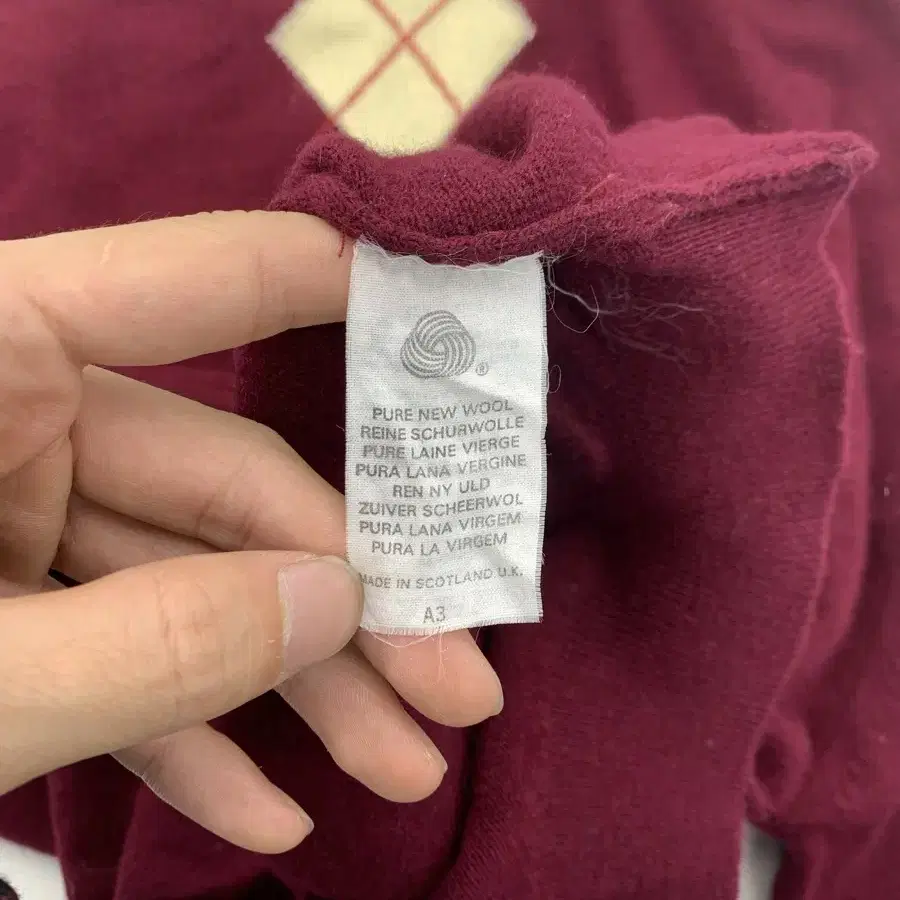 ®
PURE NEW WOOL
REINE SCHURWOLLE
PURE LAINE VIERGE
PURA LANA VERGINE
REN NY ULD
ZUIVER SCHEERWOL
PURA LANA VIRGEM
PURA LA VIRGEM
MADE IN SCOTLAND U.K.
A3